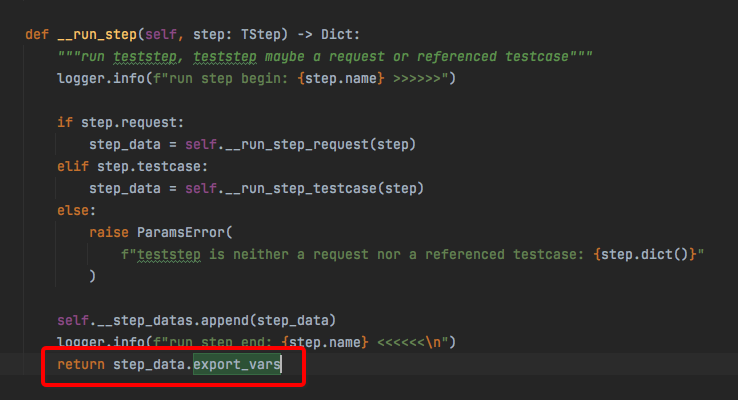 def __run_step(self, step: TStep) -> Dict:
"""run teststep, teststep maybe a request or referenced testcase"""
logger.info(f"run step begin: {step.name} >>>>>>")
if step.request:
step_data = self.__run_step_request(step)
elif step.testcase:
step_data = self.__run_step_testcase(step)
else:
raise ParamsError(
f"teststep is neither a request nor a referenced testcase: {step.dict()}"
)
self.__step_datas.append(step_data)
logger.info(f"run step end: {step.name} <<<<<<\n")
return step_data.export_vars